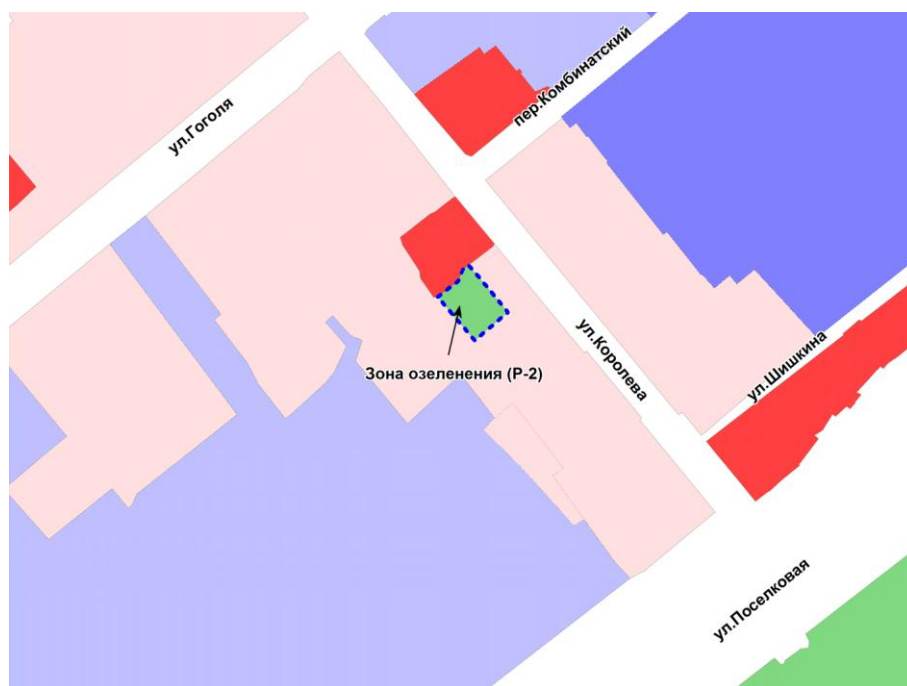 ул.Гоголя
пер.Комбинатский
ул.Королева
ул.Шишкина
Зона озеленения (Р-2)
ул.Поселковая